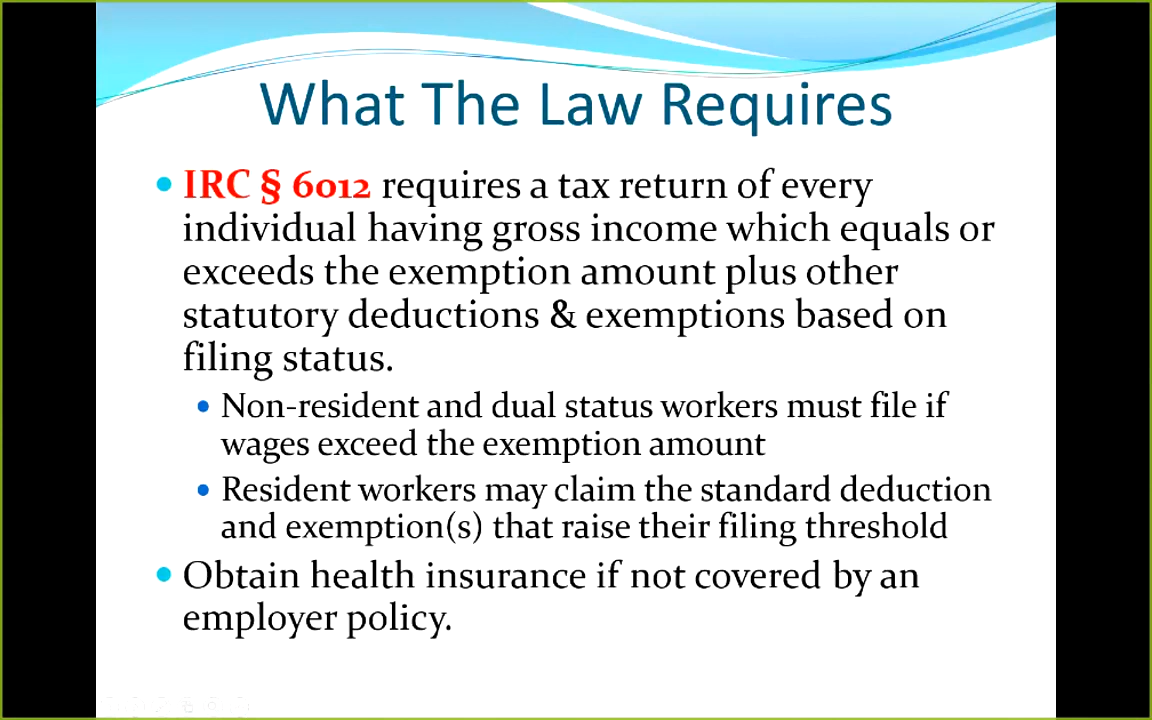 What The Law Requires
• IRC § 6012 requires a tax return of every
individual having gross income which equals or
exceeds the exemption amount plus other
statutory deductions & exemptions based on
filing status.
• Non-resident and dual status workers must file if
wages exceed the exemption amount
• Resident workers may claim the standard deduction
and exemption(s) that raise their filing threshold
• Obtain health insurance if not covered by an
employer policy.